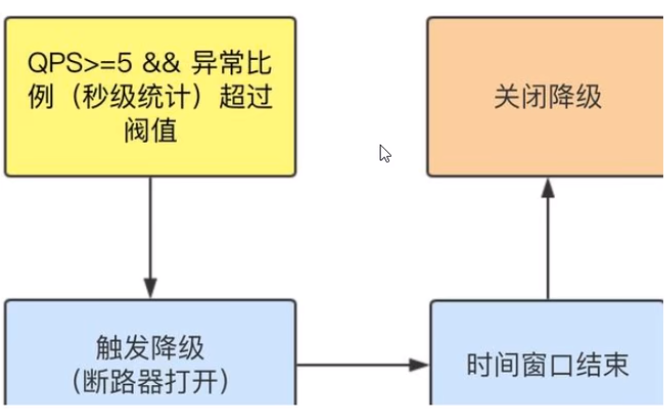 QPS>=5 && 异常比
例（秒级统计）超过
阀值
关闭降级
触发降级
（断路器打开）
时间窗口结束